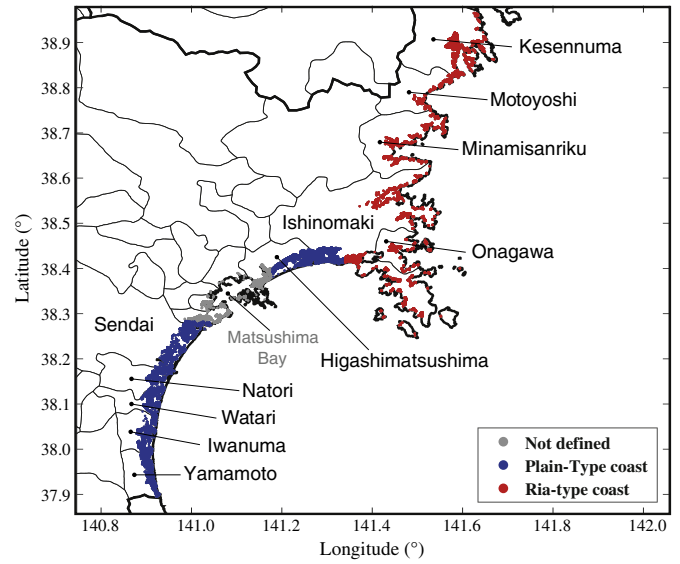 38.9
38.8
38.7
38.6
38.5
38.4
38.3
38.2
38.1
38.0
37.9
Latitude (°)
Kesennuma
Motoyoshi
Minamisanriku
Ishinomaki
Onagawa
Sendai
Matsushima
Bay
Higashimatsushima
Natori
Watari
Iwanuma
Yamamoto
Not defined
Plain-Type coast
Ria-type coast
140.8 141.0 141.2 141.4 141.6 141.8 142.0
Longitude (°)